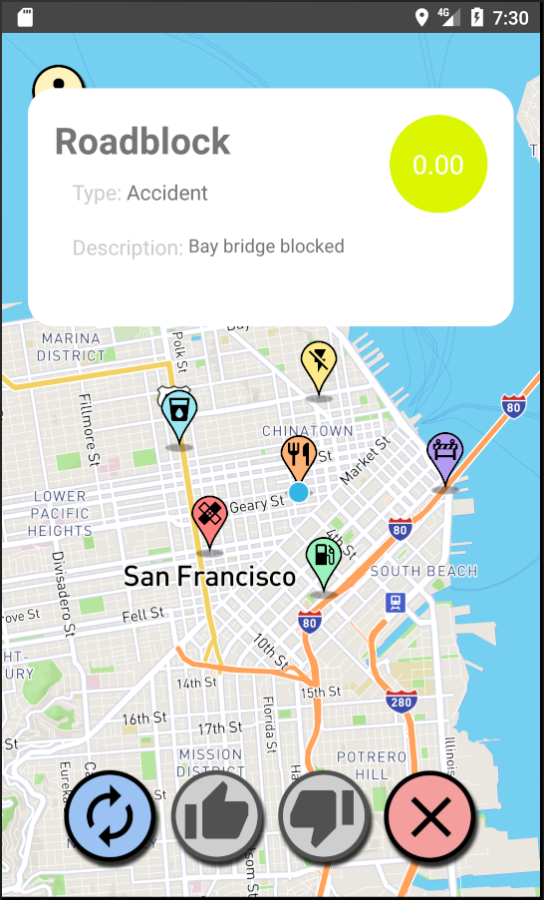 4G 7:30
Roadblock
0.00
Type: Accident
Description: Bay bridge blocked
MARINA
DISTRICT
Polk St
Fillmore St
80
CHINATOWN
St
Market St
LOWER
PACIFIC
HEIGHTS
Geary St
80
4th St
San Francisco
SOUTH BEACH
Divisadero St
rove St
Fell St
80
HT-
URY
10th St
14th St
15th St
280
16th St
17th St
Florida St
St
MISSION
DISTRICT
POTRERO
HILL
Illinois
St